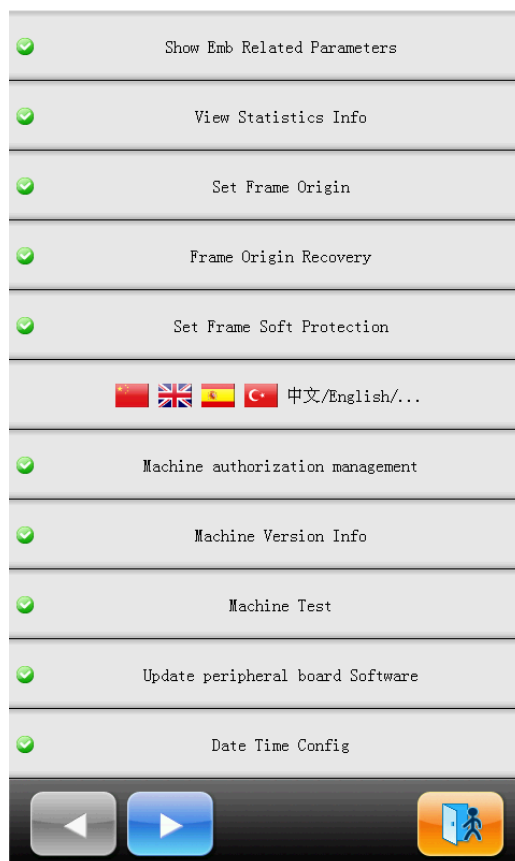 Show Emb Related Parameters
View Statistics Info
Set Frame Origin
Frame Origin Recovery
Set Frame Soft Protection
中文/English/...
Machine authorization management
Machine Version Info
Machine Test
Update peripheral board Software
Date Time Config